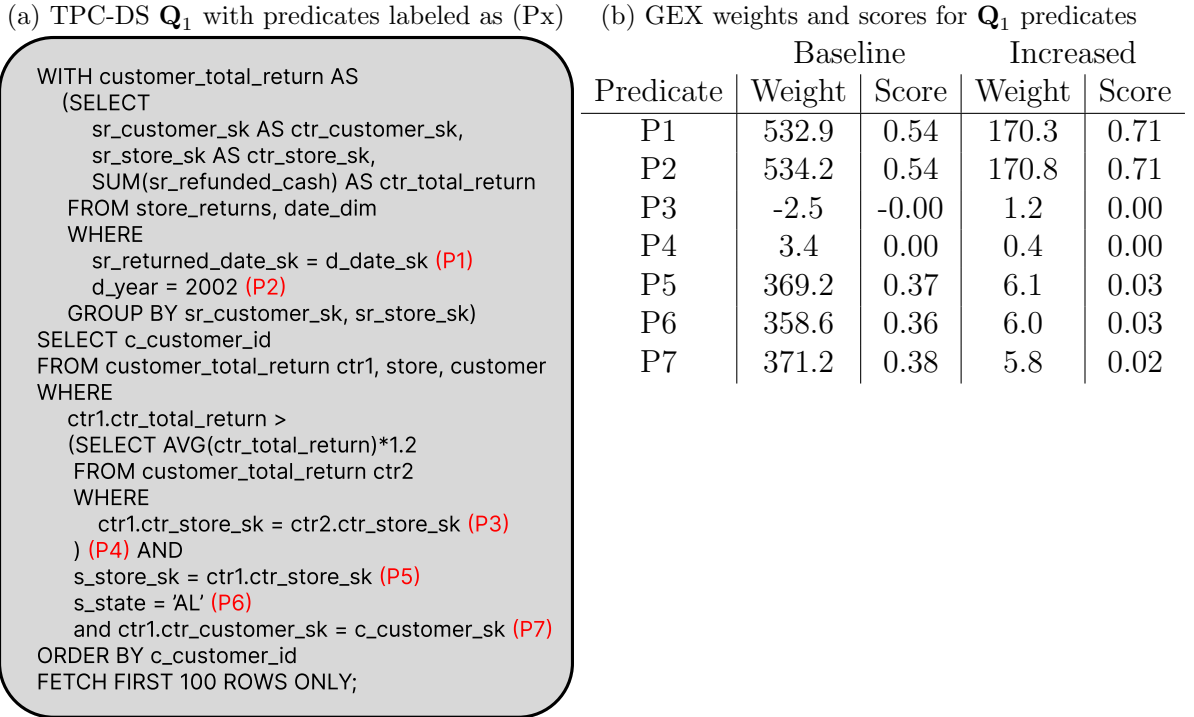 (a) TPC-DS Q1 with predicates labeled as (Px)
WITH customer_total_return AS
(SELECT
sr_customer_sk AS ctr_customer_sk,
sr_store_sk AS ctr_store_sk,
SUM(sr_refunded_cash) AS ctr_total_return
FROM store_returns, date_dim
WHERE
sr_returned_date_sk = d_date_sk (P1)
d_year = 2002 (P2)
GROUP BY sr_customer_sk, sr_store_sk)
SELECT c_customer_id
FROM customer_total_return ctr1, store, customer
WHERE
ctr1.ctr_total_return >
(SELECT AVG(ctr_total_return)*1.2
FROM customer_total_return ctr2
WHERE
ctr1.ctr_store_sk = ctr2.ctr_store_sk (P3)
) (P4) AND
s_store_sk = ctr1.ctr_store_sk (P5)
s_state = ’AL’ (P6)
and ctr1.ctr_customer_sk = c_customer_sk (P7)
ORDER BY c_customer_id
FETCH FIRST 100 ROWS ONLY;
(b) GEX weights and scores for Q1 predicates
Baseline Increased
Predicate Weight Score Weight Score
P1 532.9 0.54 170.3 0.71
P2 534.2 0.54 170.8 0.71
P3 -2.5 -0.00 1.2 0.00
P4 3.4 0.00 0.4 0.00
P5 369.2 0.37 6.1 0.03
P6 358.6 0.36 6.0 0.03
P7 371.2 0.38 5.8 0.02